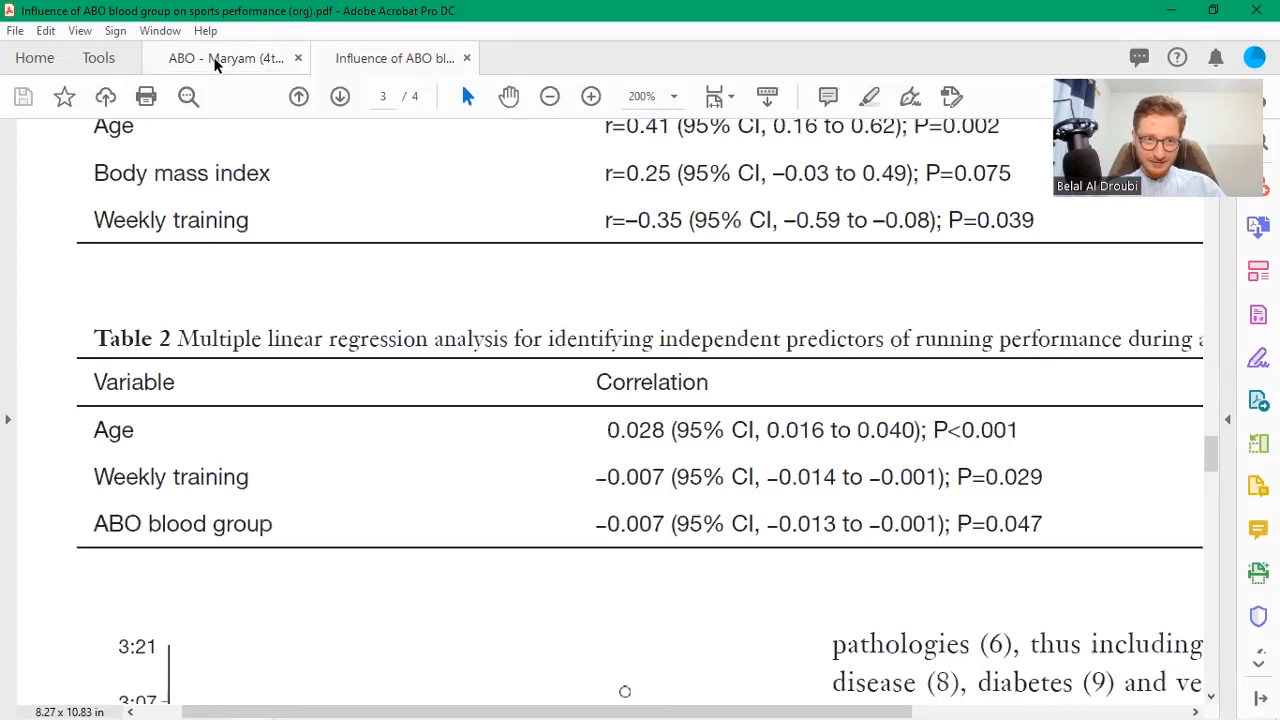 Influence of ABO blood group on sports performance (org).pdf - Adobe Acrobat Pro DC
File Edit View Sign Window Help
Home Tools ABO - Maryam (4t... × Influence of ABO bl... ×
3 / 4 200%
Age r=0.41 (95% CI, 0.16 to 0.62); P=0.002
Body mass index r=0.25 (95% CI, –0.03 to 0.49); P=0.075
Weekly training r=–0.35 (95% CI, –0.59 to –0.08); P=0.039
Belal Al Droubi
Table 2 Multiple linear regression analysis for identifying independent predictors of running performance during a
Variable Correlation
Age 0.028 (95% CI, 0.016 to 0.040); P<0.001
Weekly training –0.007 (95% CI, –0.014 to –0.001); P=0.029
ABO blood group –0.007 (95% CI, –0.013 to –0.001); P=0.047
3:21
3:07
pathologies (6), thus including
disease (8), diabetes (9) and ve
8.27 x 10.83 in